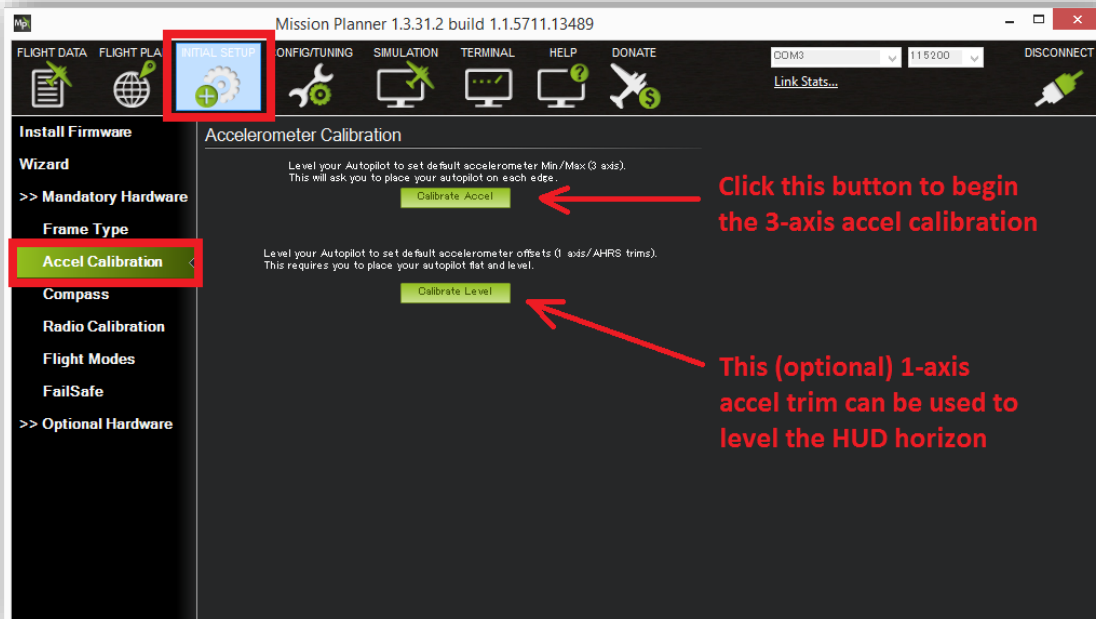 Mp
Mission Planner 1.3.31.2 build 1.1.5711.13489
FLIGHT DATA FLIGHT PLA INITIAL SETUP CONFIG/TUNING SIMULATION TERMINAL HELP DONATE
COM3 115200 DISCONNECT
Link Stats...
Install Firmware
Wizard
>> Mandatory Hardware
Frame Type
Accel Calibration
Compass
Radio Calibration
Flight Modes
FailSafe
>> Optional Hardware
Accelerometer Calibration
Level your Autopilot to set default accelerometer Min/Max (3 axis).
This will ask you to place your autopilot on each edge.
Calibrate Accel
Click this button to begin
the 3-axis accel calibration
Level your Autopilot to set default accelerometer offsets (1 axis/AHRS trims).
This requires you to place your autopilot flat and level.
Calibrate Level
This (optional) 1-axis
accel trim can be used to
level the HUD horizon